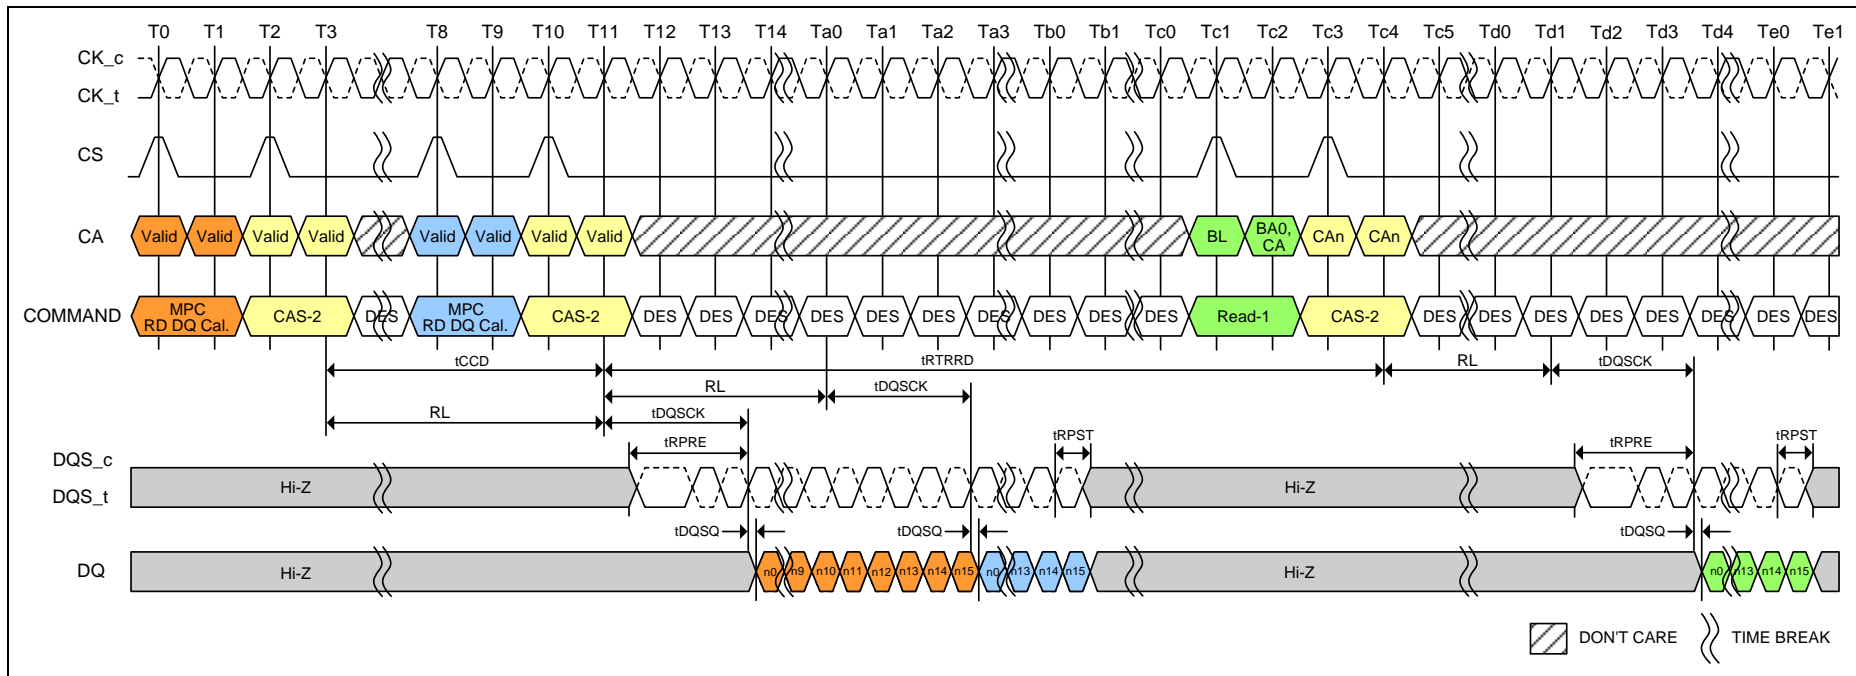 T0 T1 T2 T3 T8 T9 T10 T11 T12 T13 T14 Ta0 Ta1 Ta2 Ta3 Tb0 Tb1 Tc0 Tc1 Tc2 Tc3 Tc4 Tc5 Td0 Td1 Td2 Td3 Td4 Te0 Te1
CK_c
CK_t
CS
CA Valid Valid Valid Valid Valid Valid Valid Valid BL BA0, CA CAn CAn
COMMAND MPC RD DQ Cal. CAS-2 DES MPC RD DQ Cal. CAS-2 DES DES DES DES DES DES DES DES DES DES Read-1 CAS-2 DES DES DES DES DES DES DES DES
tCCD tRTRRD RL tDQSCK
RL tDQSCK
RL tDQSCK
tRPRE tRPST tRPRE tRPST
DQS_c
Hi-Z Hi-Z
DQS_t
tDQSQ tDQSQ tDQSQ
DQ Hi-Z n0 n9 n10 n11 n12 n13 n14 n15 n0 n13 n14 n15 Hi-Z n0 n13 n14 n15
DON'T CARE TIME BREAK